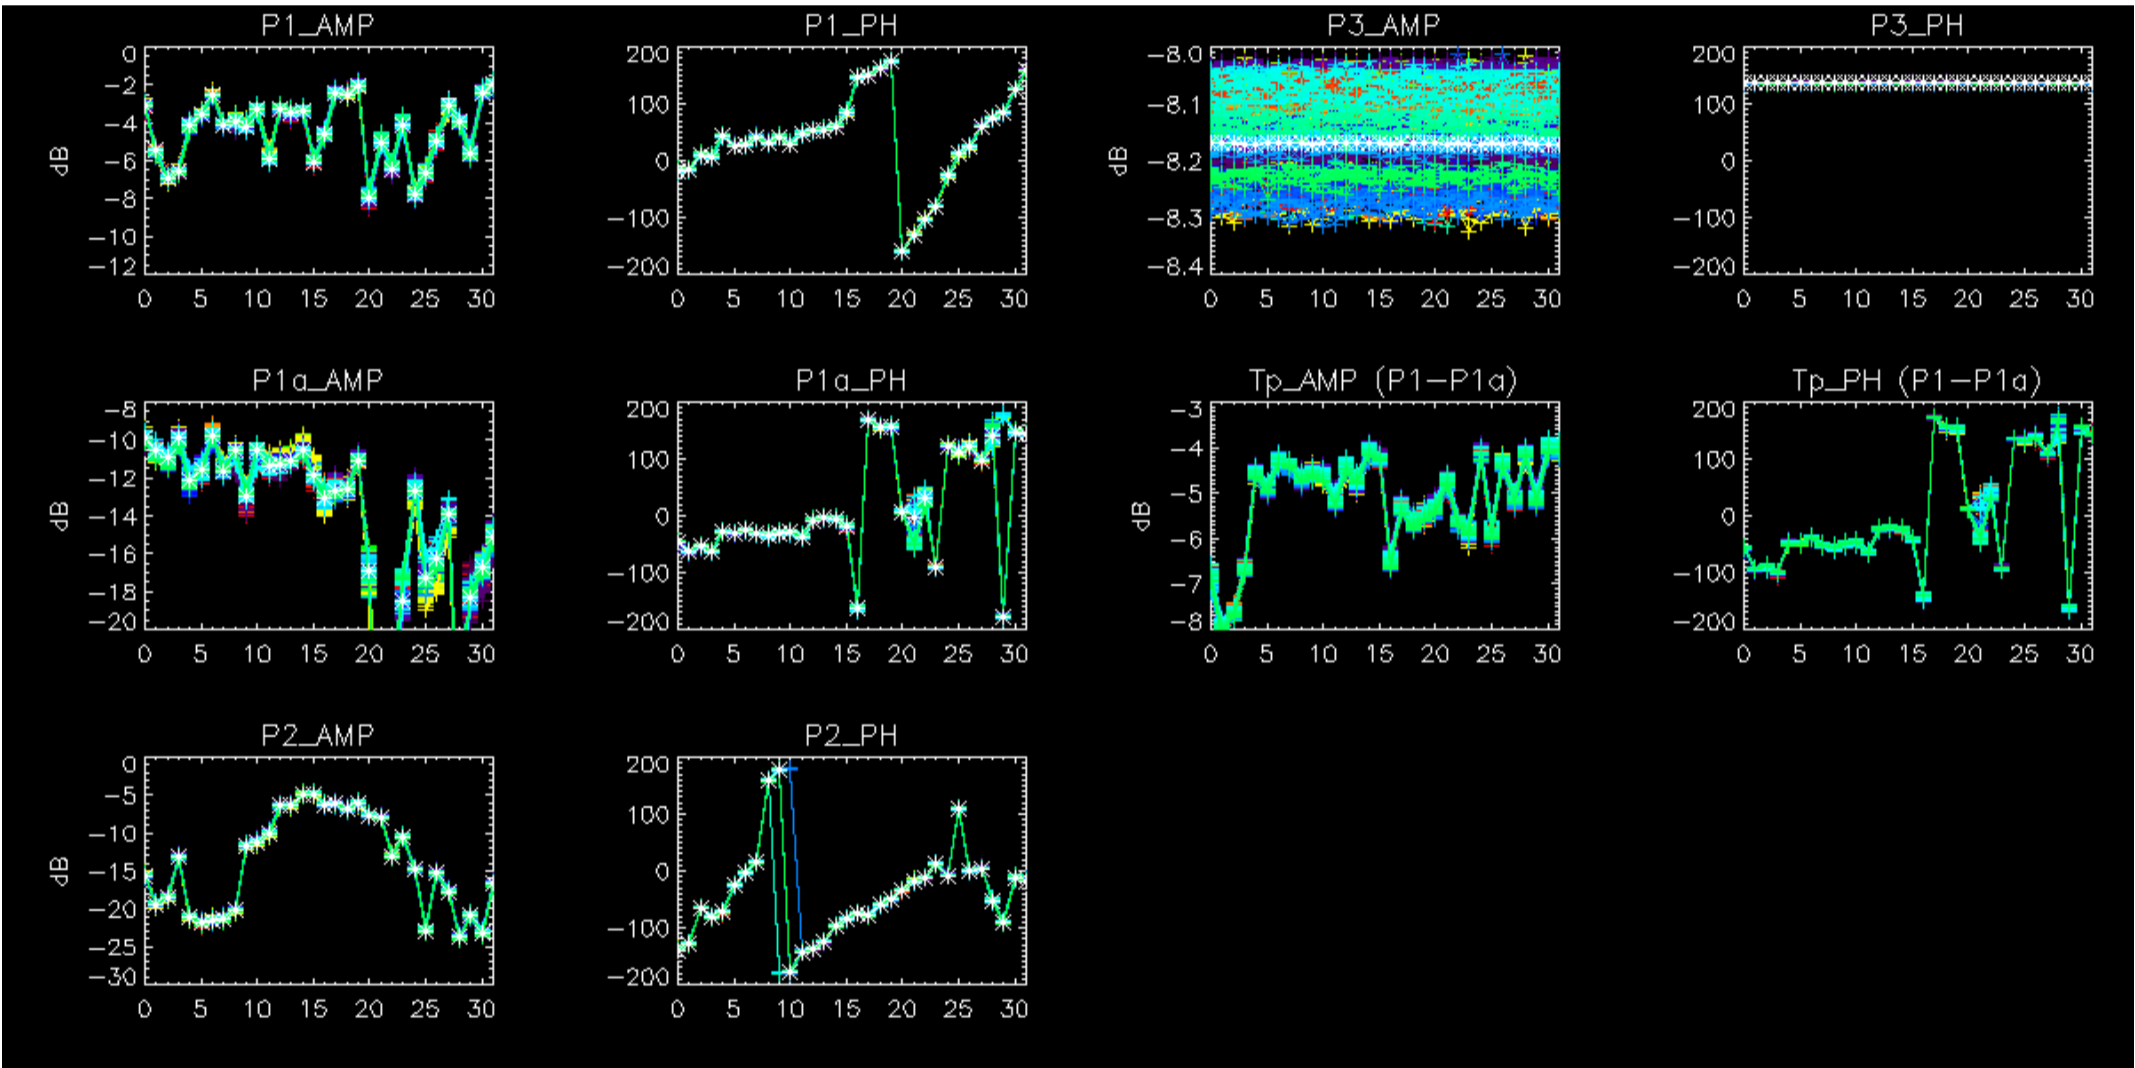 P1_AMP
0
-2
-4
-6
-8
-10
-12
dB
0 5 10 15 20 25 30
P1_PH
200
100
0
-100
-200
0 5 10 15 20 25 30
P3_AMP
-8.0
-8.1
-8.2
-8.3
-8.4
dB
0 5 10 15 20 25 30
P3_PH
200
100
0
-100
-200
0 5 10 15 20 25 30
P1a_AMP
-8
-10
-12
-14
-16
-18
-20
dB
0 5 10 15 20 25 30
P1a_PH
200
100
0
-100
-200
0 5 10 15 20 25 30
Tp_AMP (P1-P1a)
-3
-4
-5
-6
-7
-8
dB
0 5 10 15 20 25 30
Tp_PH (P1-P1a)
200
100
0
-100
-200
0 5 10 15 20 25 30
P2_AMP
0
-5
-10
-15
-20
-25
-30
dB
0 5 10 15 20 25 30
P2_PH
200
100
0
-100
-200
0 5 10 15 20 25 30